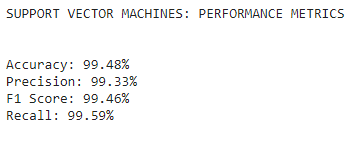 SUPPORT VECTOR MACHINES: PERFORMANCE METRICS
Accuracy: 99.48%
Precision: 99.33%
F1 Score: 99.46%
Recall: 99.59%